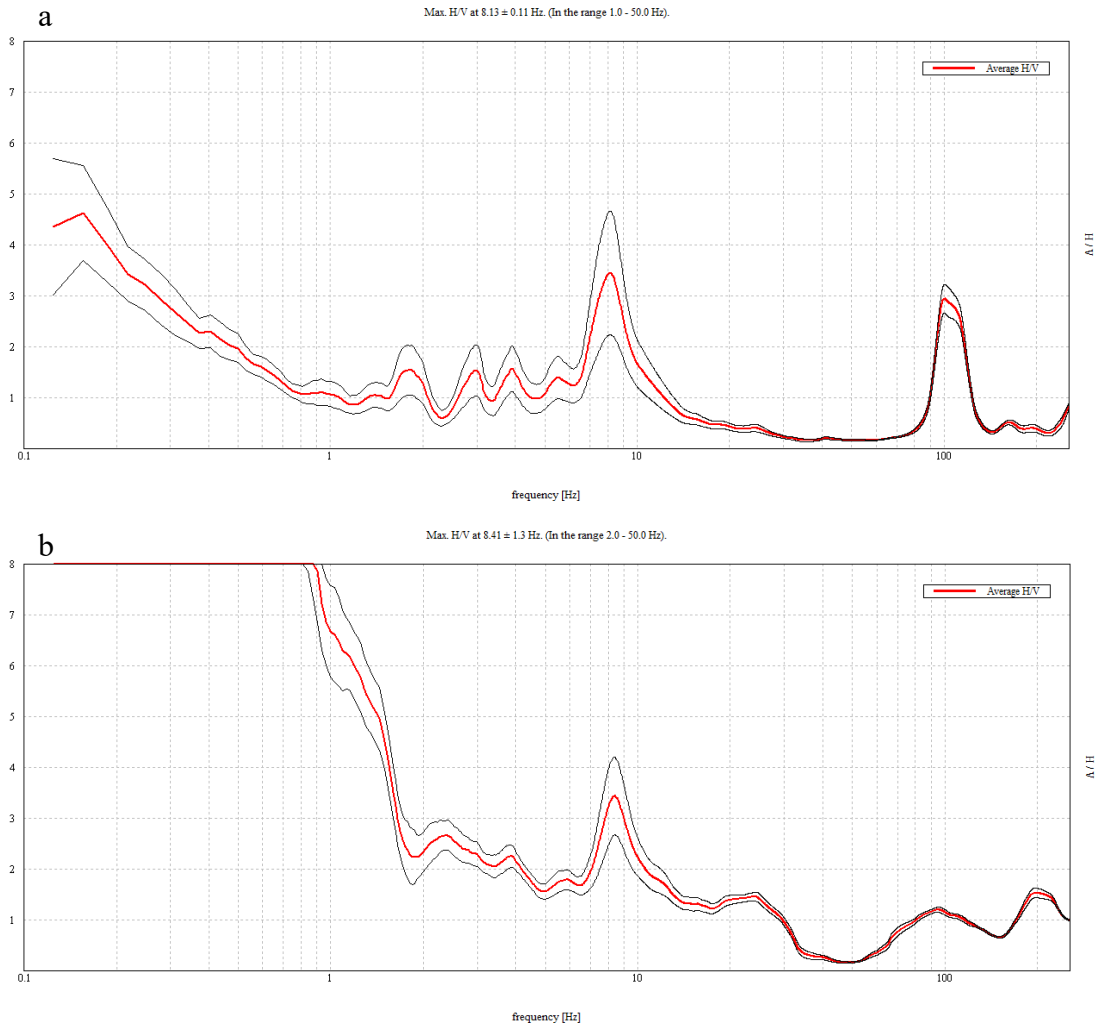 a
Max. H/V at 8.13 ± 0.11 Hz. (In the range 1.0 - 50.0 Hz).
8
Average H/V
7
6
5
4
H/V
3
2
1
0.1 1 10 100
frequency [Hz]
b
Max. H/V at 8.41 ± 1.3 Hz. (In the range 2.0 - 50.0 Hz).
8
Average H/V
7
6
5
4
H/V
3
2
1
0.1 1 10 100
frequency [Hz]